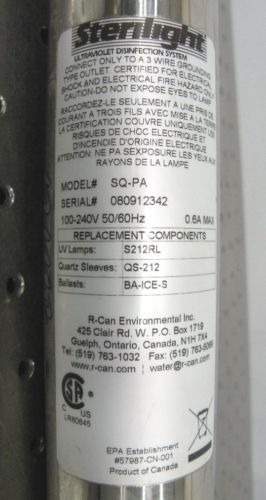 Sterilight
ULTRAVIOLET DISINFECTION SYSTEM
CONNECT ONLY TO A 3 WIRE GROUNDING
TYPE OUTLET CERTIFIED FOR ELECTRICAL
SHOCK AND ELECTRICAL FIRE HAZARD ONLY
CAUTION-DO NOT EXPOSE EYES TO LAMP
RACCORDEZ-LE SEULEMENT A UNE PRISE DE
COURANT A TROIS FILS AVEC MISE A LA TERRE
LA CERTIFICATION COUVRE UNIQUEMENT LES
RISQUES DE CHOC ELECTRIQUE ET
D'INCENDIE D'ORIGINE ELECTRIQUE
ATTENTION NE PA SEXPOSER LES YEUX AUX
RAYONS DE LA LAMPE
MODEL# SQ-PA
SERIAL# 080912342
100-240V 50/60Hz 0.6A MAX
REPLACEMENT COMPONENTS
UV Lamps: S212RL
Quartz Sleeves: QS-212
Ballasts: BA-ICE-S
R-Can Environmental Inc.
425 Clair Rd. W. P.O. Box 1719
Guelph, Ontario, Canada, N1H 7X4
Tel: (519) 763-1032 Fax: (519) 763-5069
r-can.com | water@r-can.com
C US
LR80845
EPA Establishment
#57987-CN-001
Product of Canada